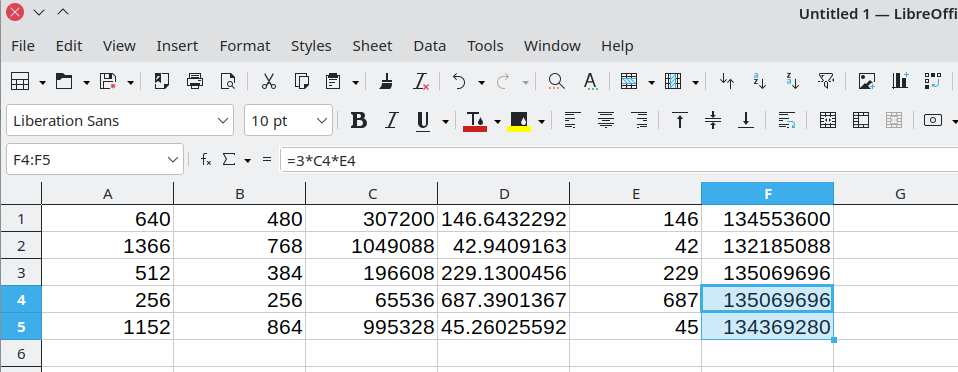 Untitled 1 — LibreOffi
File Edit View Insert Format Styles Sheet Data Tools Window Help
Liberation Sans 10 pt B I U
F4:F5 fx Σ = =3*C4*E4
A B C D E F G
1 640 480 307200 146.6432292 146 134553600
2 1366 768 1049088 42.9409163 42 132185088
3 512 384 196608 229.1300456 229 135069696
4 256 256 65536 687.3901367 687 135069696
5 1152 864 995328 45.26025592 45 134369280
6